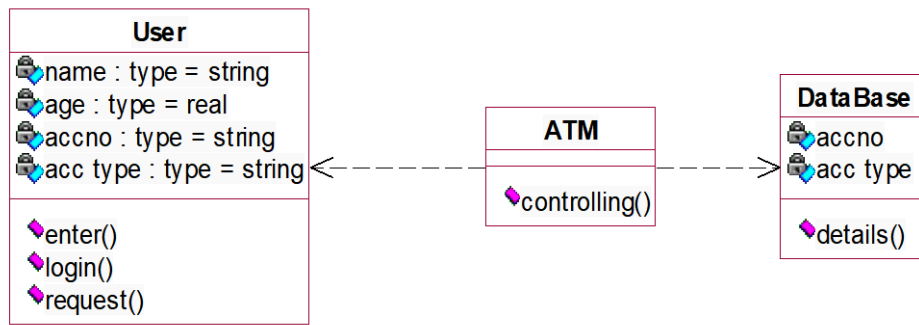 User
name : type = string
age : type = real
accno : type = string
acc type : type = string
enter()
login()
request()
ATM
controlling()
DataBase
accno
acc type
details()